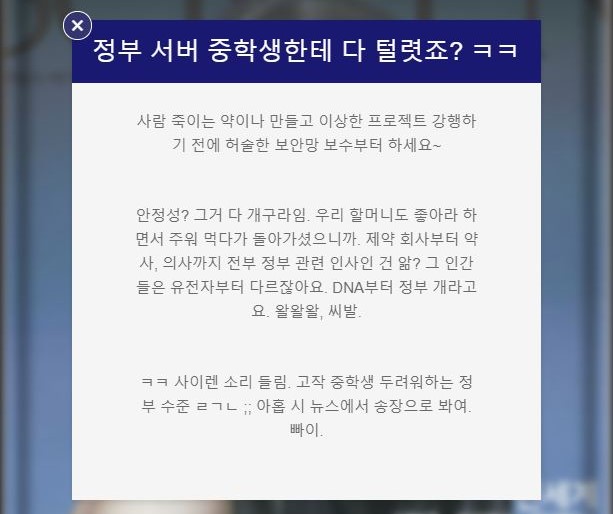 정부 서버 중학생한테 다 털렷죠? ㅋㅋ
사람 죽이는 약이나 만들고 이상한 프로젝트 강행하
기 전에 허술한 보안망 보수부터 하세요~
안정성? 그거 다 개구라임. 우리 할머니도 좋아라 하
면서 주워 먹다가 돌아가셨으니까. 제약 회사부터 약
사, 의사까지 전부 정부 관련 인사인 건 앎? 그 인간
들은 유전자부터 다르잖아요. DNA부터 정부 개라고
요. 왈왈왈, 씨발.
ㅋㅋ 사이렌 소리 들림. 고작 중학생 두려워하는 정
부 수준 ㄹㄱㄴ ;; 아홉 시 뉴스에서 송장으로 봐여.
빠이.